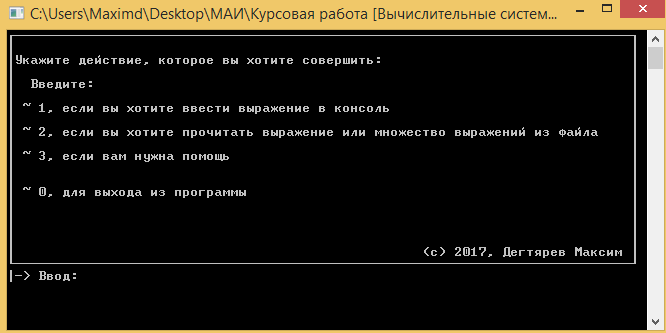 C:\Users\Maximd\Desktop\МАИ\Курсовая работа [Вычислительные систем...
Укажите действие, которое вы хотите совершить:
Введите:
~ 1, если вы хотите ввести выражение в консоль
~ 2, если вы хотите прочитать выражение или множество выражений из файла
~ 3, если вам нужна помощь
~ 0, для выхода из программы
(c) 2017, Дегтярев Максим
|-> Ввод: